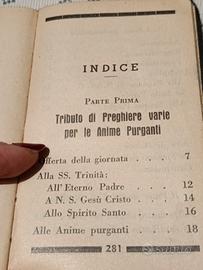 INDICE
PARTE PRIMA
Tributo di Preghiere varie
per le Anime Purganti
Offerta della giornata . . . 7
Alla SS. Trinità:
All'Eterno Padre . . . 12
A N. S. Gesù Cristo . . 14
Allo Spirito Santo . . . 16
Alle Anime purganti . . . 18
281